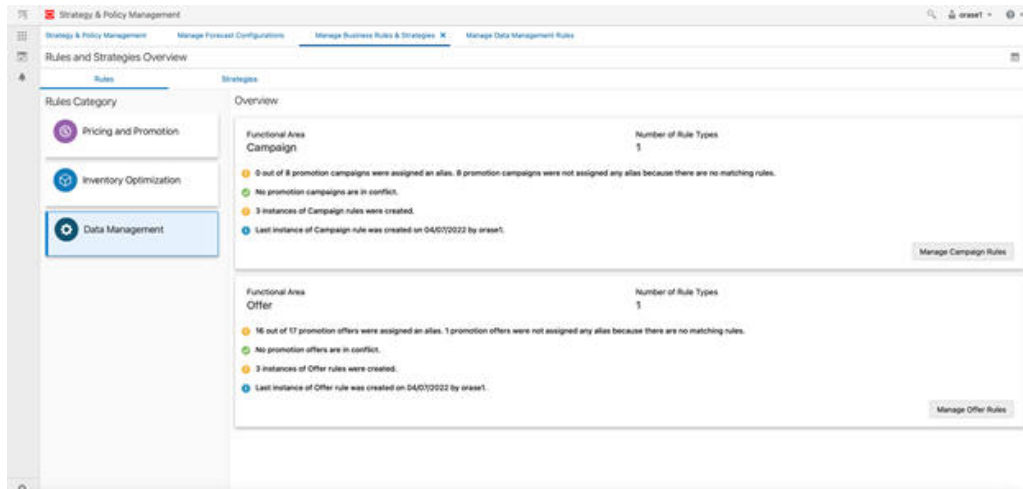 Strategy & Policy Management
orase1
Strategy & Policy Management
Manage Forecast Configurations
Manage Business Rules & Strategies
Manage Data Management Rules
Rules and Strategies Overview
Rules
Strategies
Rules Category
Overview
Pricing and Promotion
Inventory Optimization
Data Management
Functional Area
Number of Rule Types
Campaign
1
0 out of 8 promotion campaigns were assigned an alias. 8 promotion campaigns were not assigned any alias because there are no matching rules.
No promotion campaigns are in conflict.
3 instances of Campaign rules were created.
Last instance of Campaign rule was created on 04/07/2022 by orase1.
Manage Campaign Rules
Functional Area
Number of Rule Types
Offer
1
16 out of 17 promotion offers were assigned an alias. 1 promotion offers were not assigned any alias because there are no matching rules.
No promotion offers are in conflict.
3 instances of Offer rules were created.
Last instance of Offer rule was created on 04/07/2022 by orase1.
Manage Offer Rules